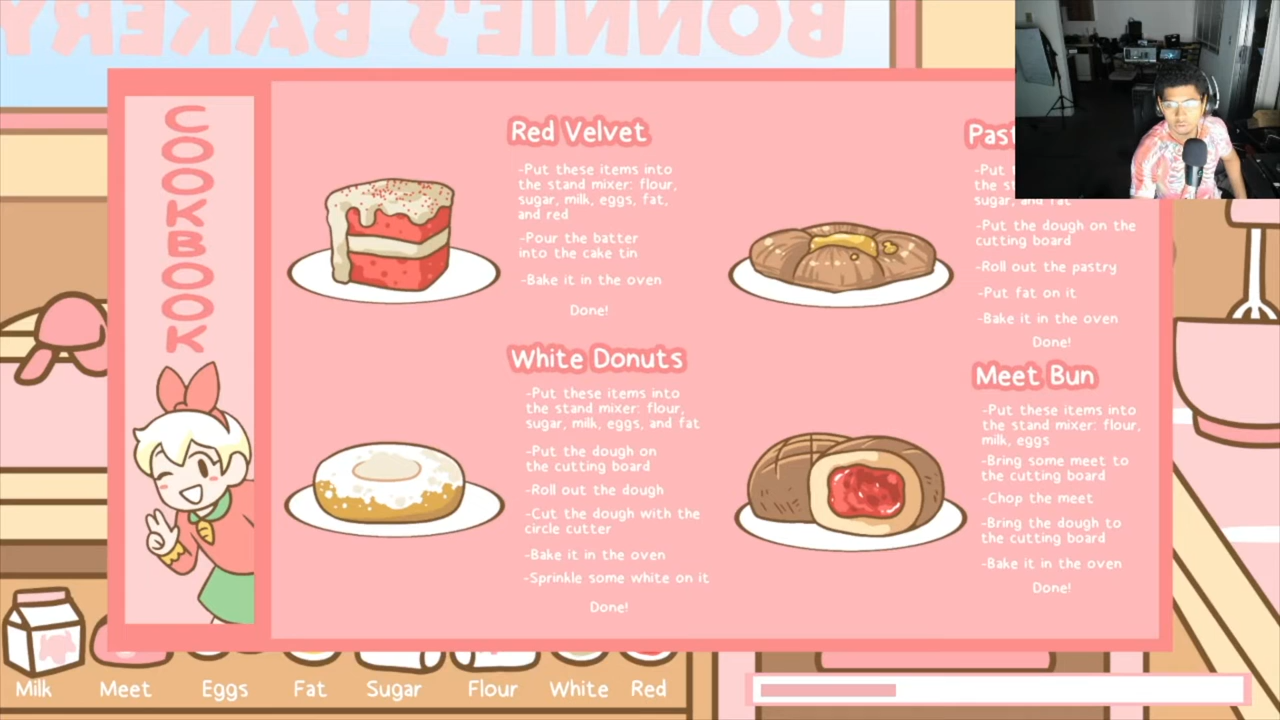 BONNIE'S BAKERY
COOKBOOK
Red Velvet
-Put these items into
the stand mixer: flour,
sugar, milk, eggs, fat,
and red
-Pour the batter
into the cake tin
-Bake it in the oven
Done!
Past
-Put
the s
sugar, and fat
-Put the dough on the
cutting board
-Roll out the pastry
-Put fat on it
-Bake it in the oven
Done!
White Donuts
-Put these items into
the stand mixer: flour,
sugar, milk, eggs, and fat
-Put the dough on
the cutting board
-Roll out the dough
-Cut the dough with the
circle cutter
-Bake it in the oven
-Sprinkle some white on it
Done!
Meet Bun
-Put these items into
the stand mixer: flour,
milk, eggs
-Bring some meet to
the cutting board
-Chop the meet
-Bring the dough to
the cutting board
-Bake it in the oven
Done!
Milk Meet Eggs Fat Sugar Flour White Red